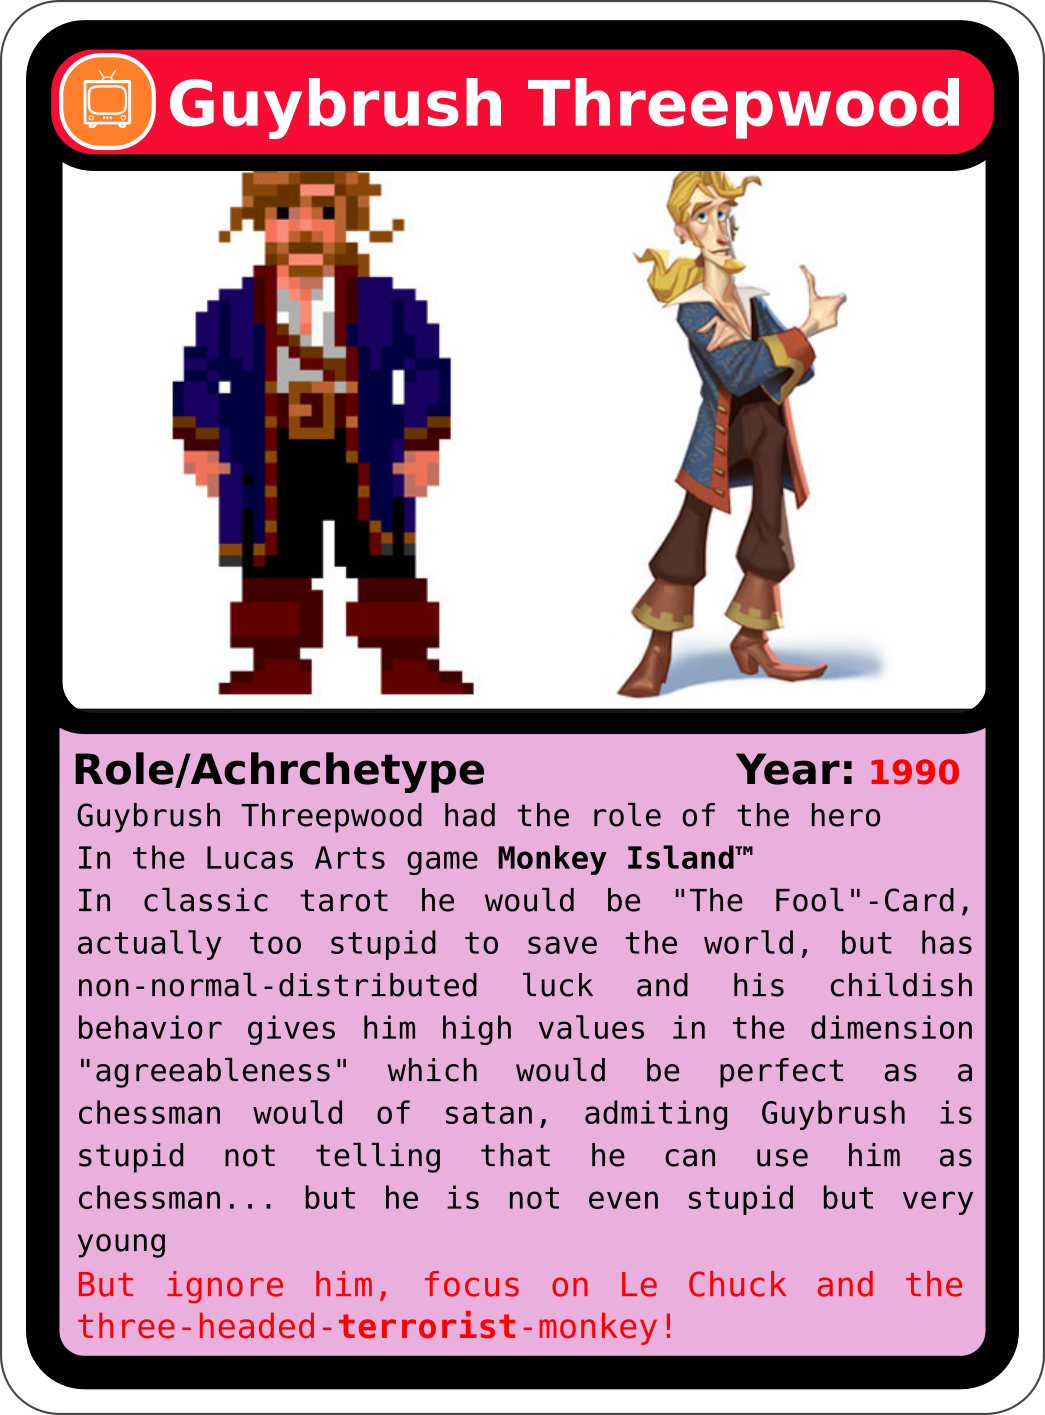 Guybrush Threepwood
Role/Achrchetype Year: 1990
Guybrush Threepwood had the role of the hero
In the Lucas Arts game Monkey Island™
In classic tarot he would be "The Fool"-Card,
actually too stupid to save the world, but has
non-normal-distributed luck and his childish
behavior gives him high values in the dimension
"agreeableness" which would be perfect as a
chessman would of satan, admiting Guybrush is
stupid not telling that he can use him as
chessman... but he is not even stupid but very
young
But ignore him, focus on Le Chuck and the
three-headed-terrorist-monkey!